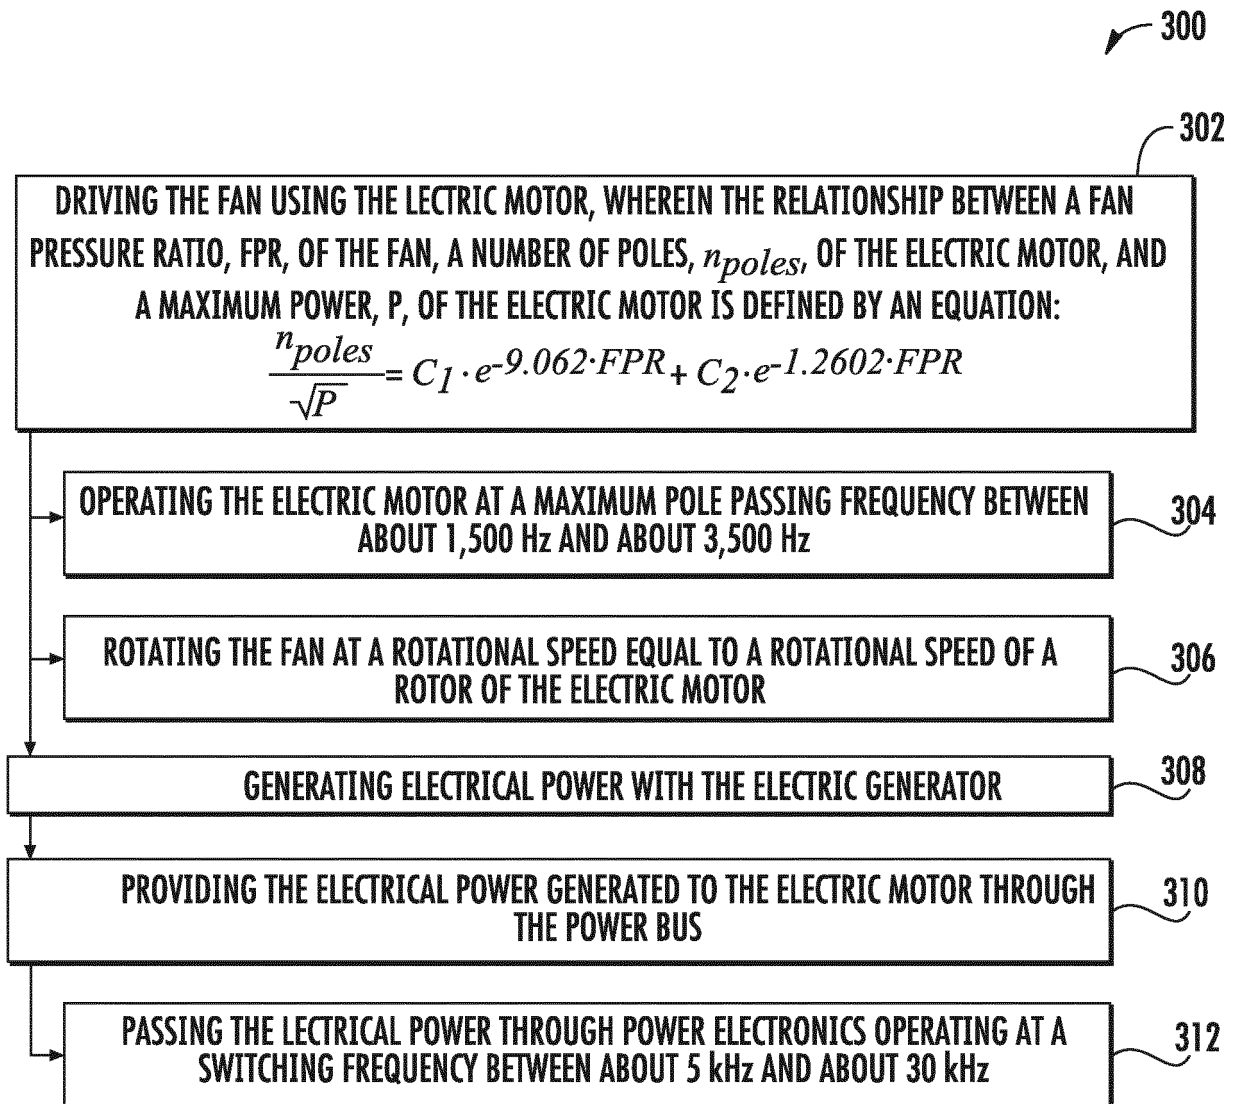 300
302
DRIVING THE FAN USING THE LECTRIC MOTOR, WHEREIN THE RELATIONSHIP BETWEEN A FAN
PRESSURE RATIO, FPR, OF THE FAN, A NUMBER OF POLES, n_poles, OF THE ELECTRIC MOTOR, AND
A MAXIMUM POWER, P, OF THE ELECTRIC MOTOR IS DEFINED BY AN EQUATION:
n_poles/√P = C1·e^-9.062·FPR + C2·e^-1.2602·FPR
OPERATING THE ELECTRIC MOTOR AT A MAXIMUM POLE PASSING FREQUENCY BETWEEN
ABOUT 1,500 Hz AND ABOUT 3,500 Hz
304
ROTATING THE FAN AT A ROTATIONAL SPEED EQUAL TO A ROTATIONAL SPEED OF A
ROTOR OF THE ELECTRIC MOTOR
306
GENERATING ELECTRICAL POWER WITH THE ELECTRIC GENERATOR
308
PROVIDING THE ELECTRICAL POWER GENERATED TO THE ELECTRIC MOTOR THROUGH
THE POWER BUS
310
PASSING THE LECTRICAL POWER THROUGH POWER ELECTRONICS OPERATING AT A
SWITCHING FREQUENCY BETWEEN ABOUT 5 kHz AND ABOUT 30 kHz
312